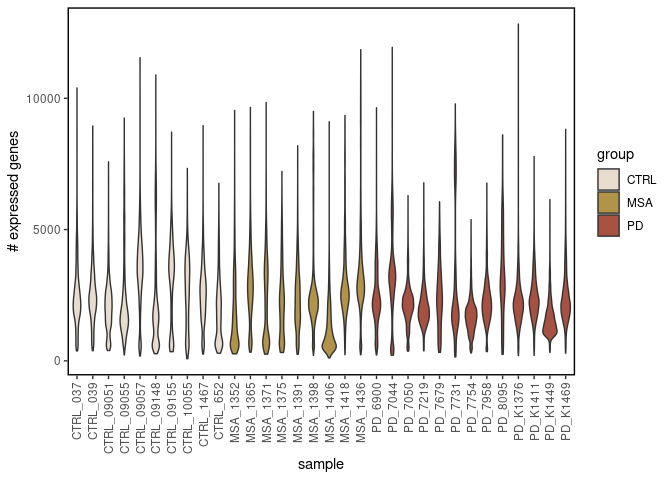 # expressed genes
10000
5000
0
CTRL_037
CTRL_039
CTRL_09051
CTRL_09055
CTRL_09057
CTRL_09148
CTRL_09155
CTRL_10055
CTRL_1467
CTRL_652
MSA_1352
MSA_1365
MSA_1371
MSA_1375
MSA_1391
MSA_1398
MSA_1406
MSA_1418
MSA_1436
PD_6900
PD_7044
PD_7050
PD_7219
PD_7679
PD_7731
PD_7754
PD_7958
PD_8095
PD_K1376
PD_K1411
PD_K1449
PD_K1469
sample
group
CTRL
MSA
PD